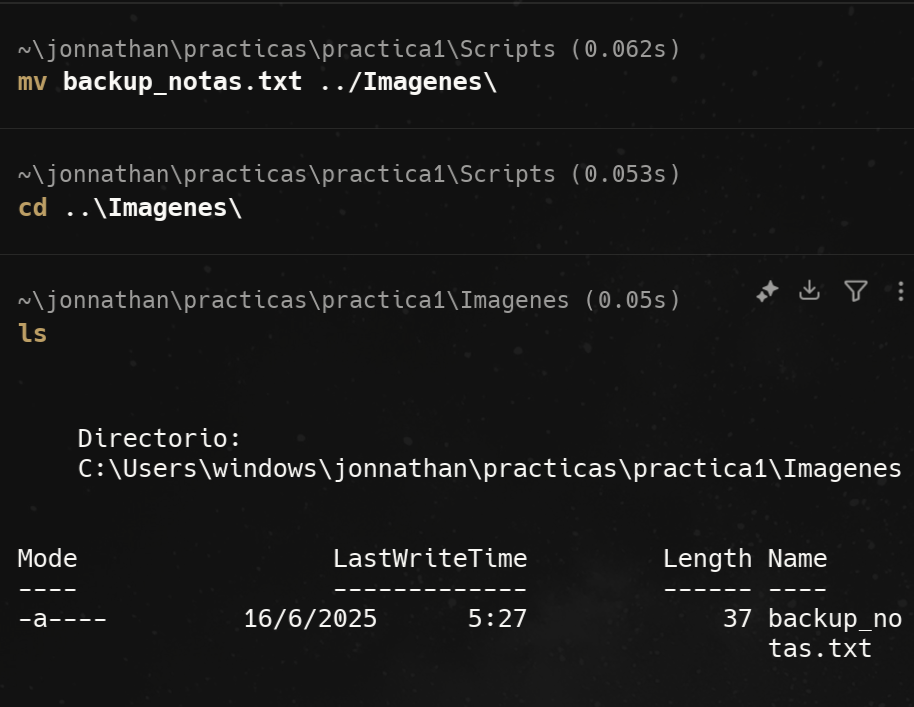 ~\jonnathan\practicas\practica1\Scripts (0.062s)
mv backup_notas.txt ../Imagenes\
~\jonnathan\practicas\practica1\Scripts (0.053s)
cd ..\Imagenes\
~\jonnathan\practicas\practica1\Imagenes (0.05s)
ls
Directorio:
C:\Users\windows\jonnathan\practicas\practica1\Imagenes
Mode LastWriteTime Length Name
---- ------------- ------ ----
-a---- 16/6/2025 5:27 37 backup_no
tas.txt